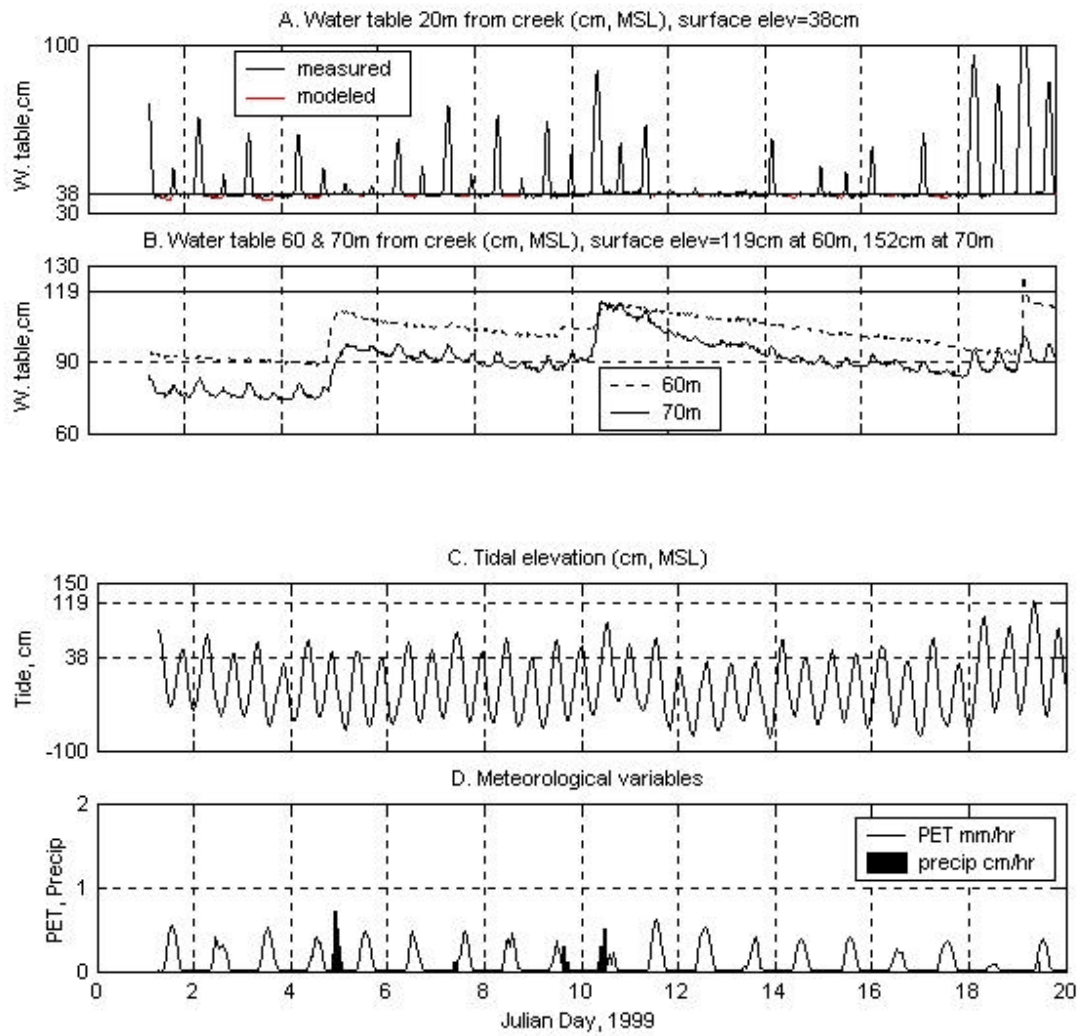 A. Water table 20m from creek (cm, MSL), surface elev=38cm
100
measured
modeled
W. table,cm
38
30
B. Water table 60 & 70m from creek (cm, MSL), surface elev=119cm at 60m, 152cm at 70m
130
119
W. table,cm
90
60m
70m
60
C. Tidal elevation (cm, MSL)
150
119
Tide, cm
38
-100
D. Meteorological variables
2
PET mm/hr
precip cm/hr
PET, Precip
1
0
0 2 4 6 8 10 12 14 16 18 20
Julian Day, 1999